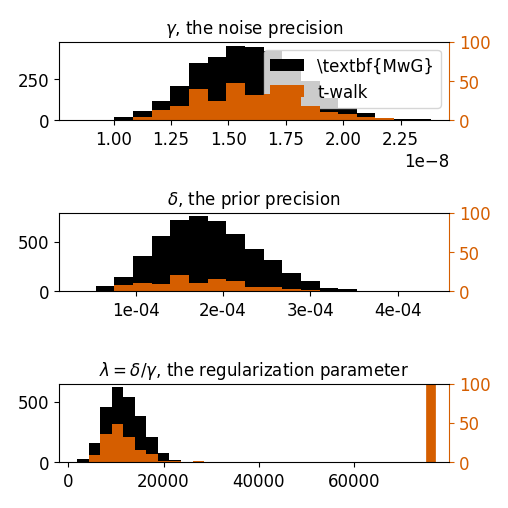 γ, the noise precision
100
\textbf{MwG}
250
50
t-walk
0
0
1.00 1.25 1.50 1.75 2.00 2.25
1e−8
δ, the prior precision
100
500
50
0
0
1e-04 2e-04 3e-04 4e-04
λ = δ/γ, the regularization parameter
100
500
50
0
0
0 20000 40000 60000